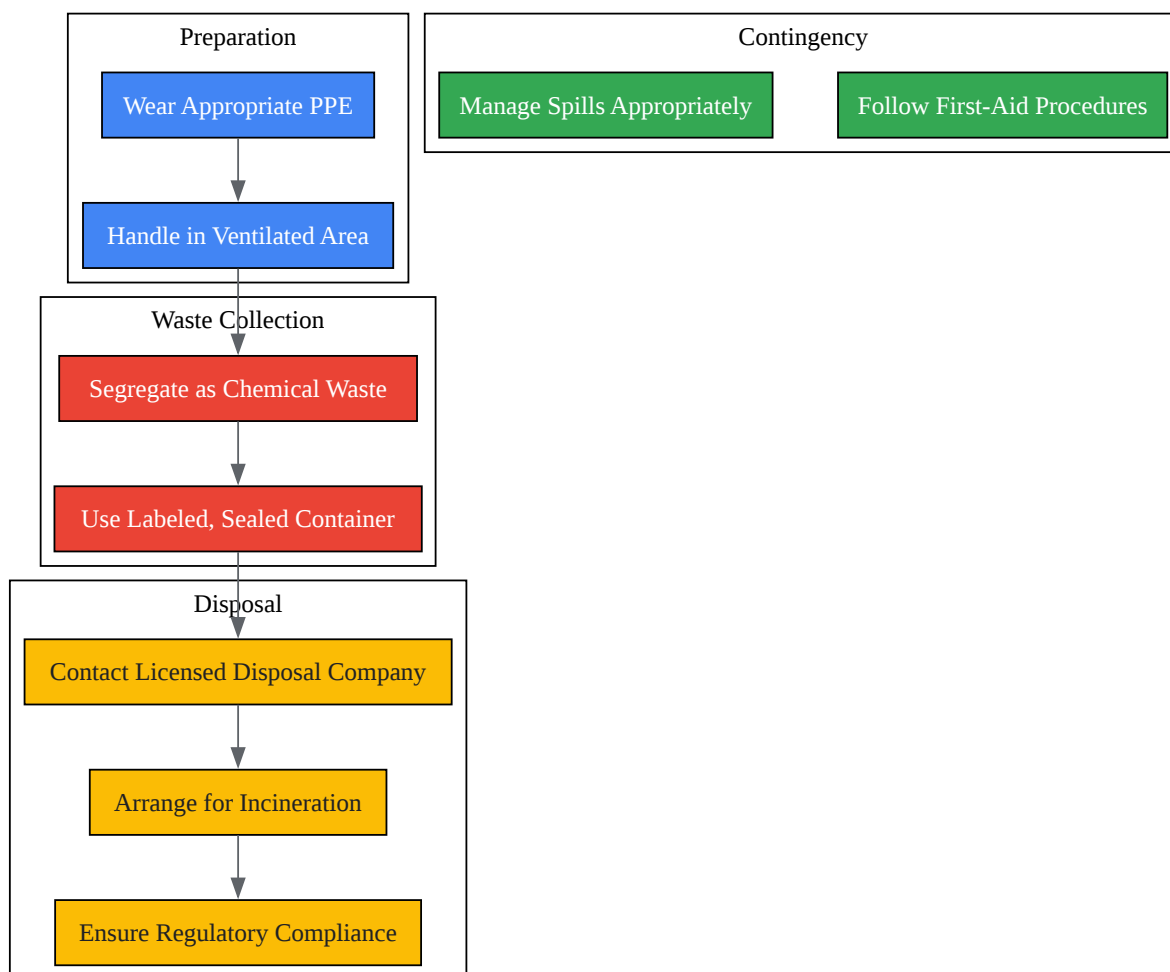 Preparation
Wear Appropriate PPE
Handle in Ventilated Area
Contingency
Manage Spills Appropriately
Follow First-Aid Procedures
Waste Collection
Segregate as Chemical Waste
Use Labeled, Sealed Container
Disposal
Contact Licensed Disposal Company
Arrange for Incineration
Ensure Regulatory Compliance